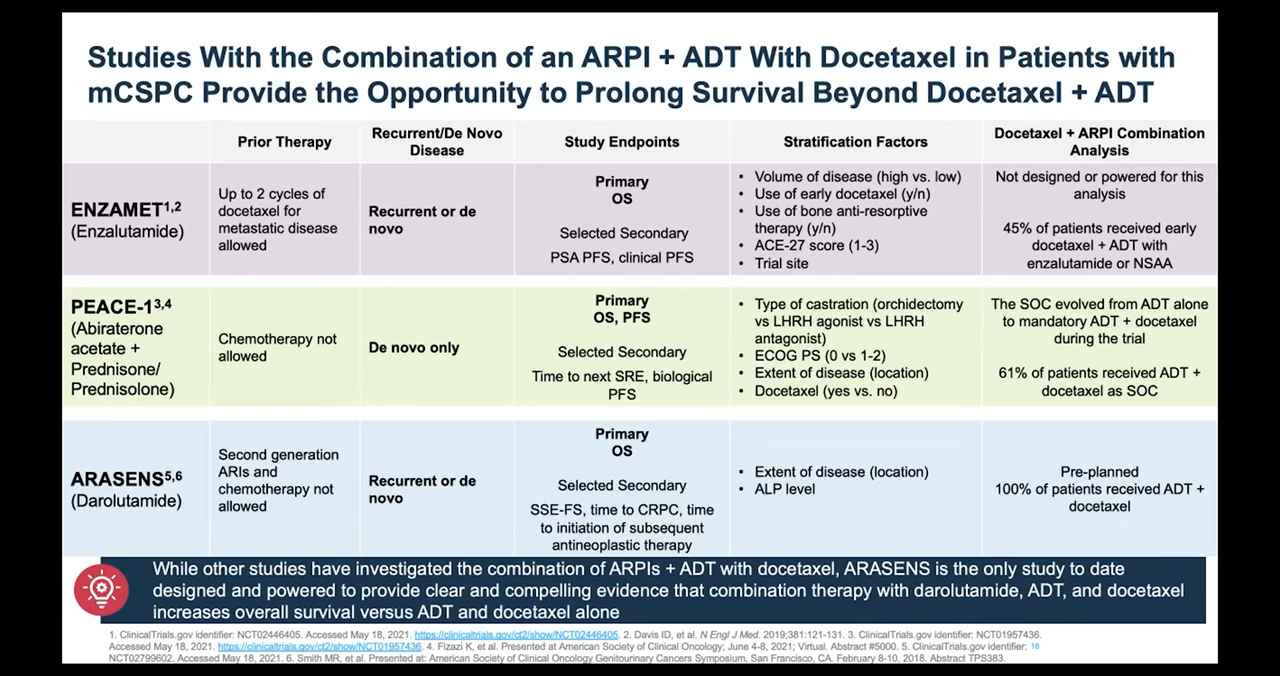 Studies With the Combination of an ARPI + ADT With Docetaxel in Patients with
mCSPC Provide the Opportunity to Prolong Survival Beyond Docetaxel + ADT
Prior Therapy
Recurrent/De Novo
Disease
Study Endpoints
Stratification Factors
Docetaxel + ARPI Combination
Analysis
ENZAMET1,2
(Enzalutamide)
Up to 2 cycles of
docetaxel for
metastatic disease
allowed
Recurrent or de
novo
Primary
OS
Selected Secondary
PSA PFS, clinical PFS
• Volume of disease (high vs. low)
• Use of early docetaxel (y/n)
• Use of bone anti-resorptive
therapy (y/n)
• ACE-27 score (1-3)
• Trial site
Not designed or powered for this
analysis
45% of patients received early
docetaxel + ADT with
enzalutamide or NSAA
PEACE-13,4
(Abiraterone
acetate +
Prednisone/
Prednisolone)
Chemotherapy not
allowed
De novo only
Primary
OS, PFS
Selected Secondary
Time to next SRE, biological
PFS
• Type of castration (orchidectomy
vs LHRH agonist vs LHRH
antagonist)
• ECOG PS (0 vs 1-2)
• Extent of disease (location)
• Docetaxel (yes vs. no)
The SOC evolved from ADT alone
to mandatory ADT + docetaxel
during the trial
61% of patients received ADT +
docetaxel as SOC
ARASENS5,6
(Darolutamide)
Second generation
ARIs and
chemotherapy not
allowed
Recurrent or de
novo
Primary
OS
Selected Secondary
SSE-FS, time to CRPC, time
to initiation of subsequent
antineoplastic therapy
• Extent of disease (location)
• ALP level
Pre-planned
100% of patients received ADT +
docetaxel
While other studies have investigated the combination of ARPIs + ADT with docetaxel, ARASENS is the only study to date
designed and powered to provide clear and compelling evidence that combination therapy with darolutamide, ADT, and docetaxel
increases overall survival versus ADT and docetaxel alone
1. ClinicalTrials.gov identifier: NCT02446405. Accessed May 18, 2021. https://clinicaltrials.gov/ct2/show/NCT02446405. 2. Davis ID, et al. N Engl J Med. 2019;381:121-131. 3. ClinicalTrials.gov identifier: NCT01957436.
Accessed May 18, 2021. https://clinicaltrials.gov/ct2/show/NCT01957436. 4. Fizazi K, et al. Presented at American Society of Clinical Oncology; June 4-8, 2021; Virtual. Abstract #5000. 5. ClinicalTrials.gov identifier: 16
NCT02799602. Accessed May 18, 2021. 6. Smith MR, et al. Presented at: American Society of Clinical Oncology Genitourinary Cancers Symposium, San Francisco, CA. February 8-10, 2018. Abstract TPS383.